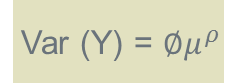 Var (Y) = ∅μ^ρ